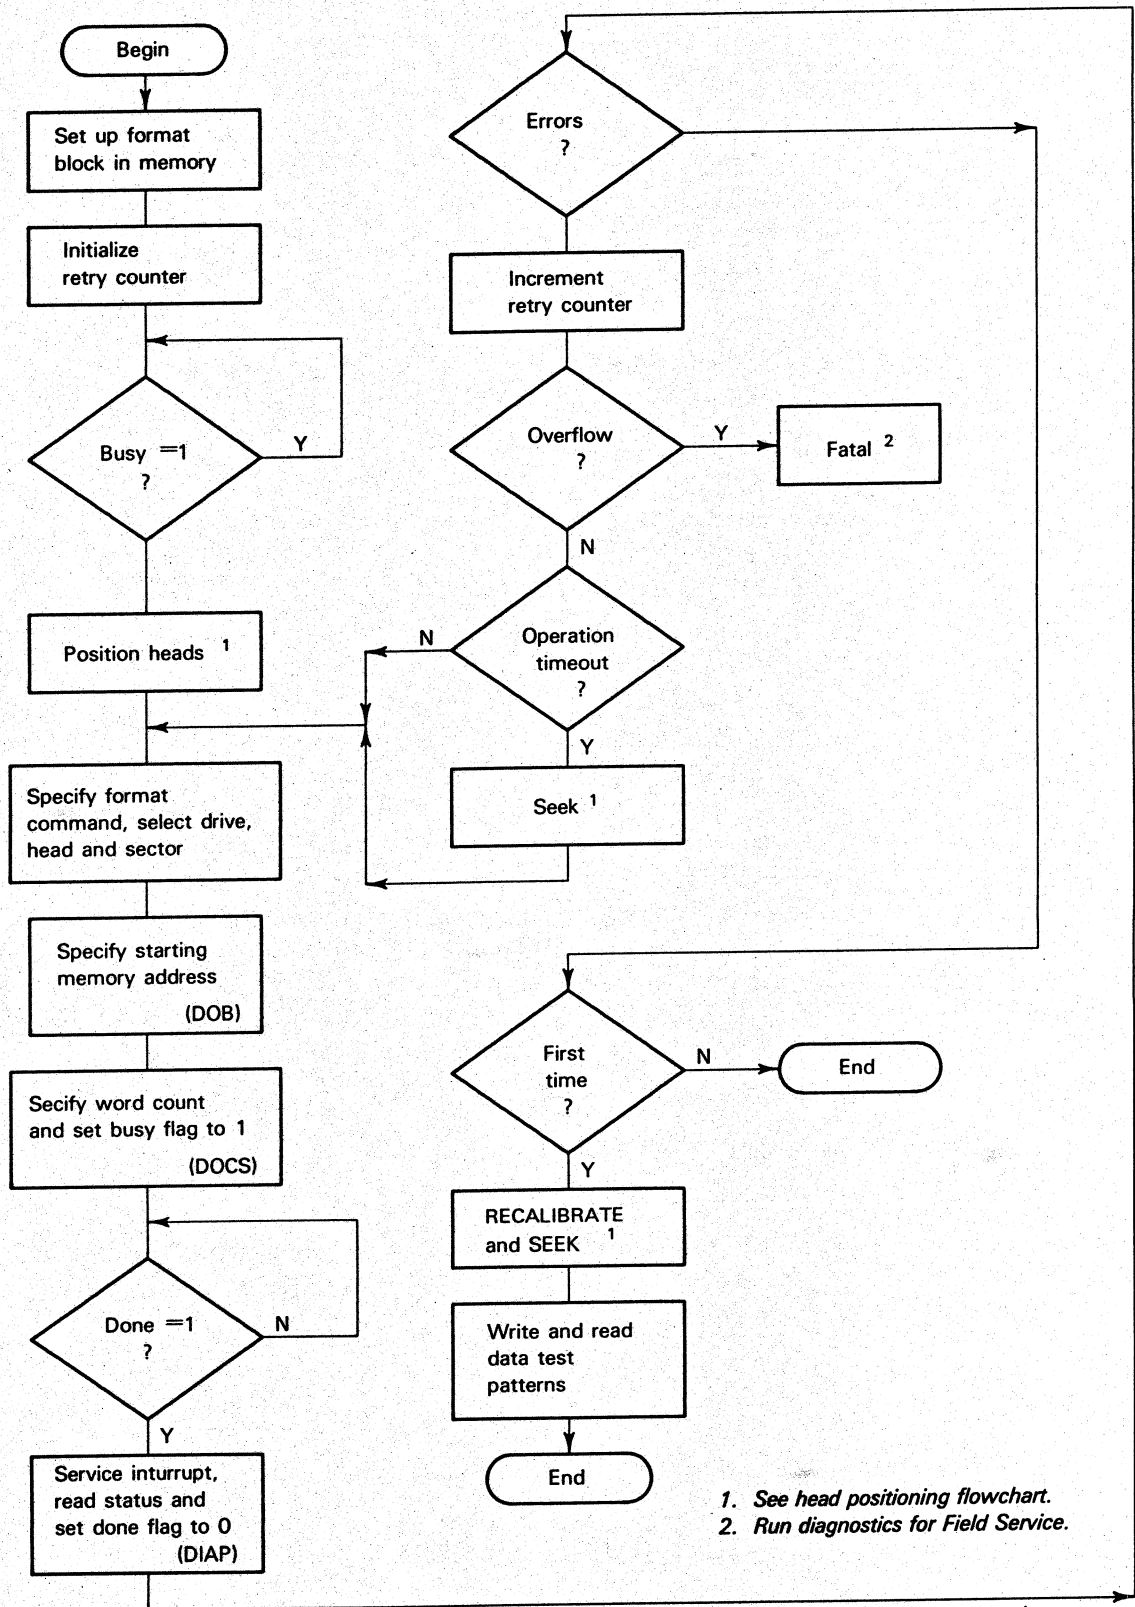 Begin
Set up format
block in memory
Initialize
retry counter
Busy =1
?
Y
Position heads 1
Specify format
command, select drive,
head and sector
Specify starting
memory address
(DOB)
Secify word count
and set busy flag to 1
(DOCS)
Done =1
?
N
Y
Service inturrupt,
read status and
set done flag to 0
(DIAP)
Errors
?
Increment
retry counter
Overflow
?
Y
Fatal 2
N
Operation
timeout
?
N
Y
Seek 1
First
time
?
N
End
Y
RECALIBRATE
and SEEK 1
Write and read
data test
patterns
End
1. See head positioning flowchart.
2. Run diagnostics for Field Service.